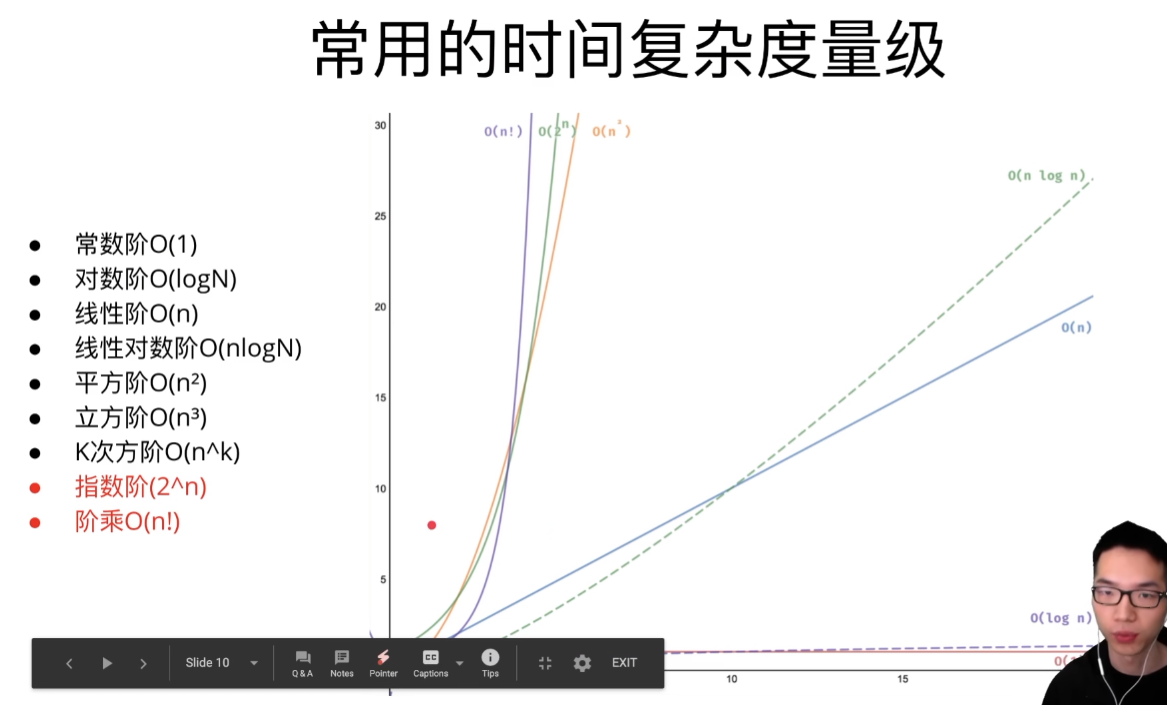 常用的时间复杂度量级
30
O(n!) O(2^n) O(n²)
O(n log n)
25
● 常数阶O(1)
● 对数阶O(logN)
20
● 线性阶O(n)
O(n)
● 线性对数阶O(nlogN)
● 平方阶O(n²)
15
● 立方阶O(n³)
● K次方阶O(n^k)
● 指数阶(2^n)
10
● 阶乘O(n!)
5
O(log n)
Slide 10
Q & A Notes Pointer Captions Tips
CC
EXIT
10 15